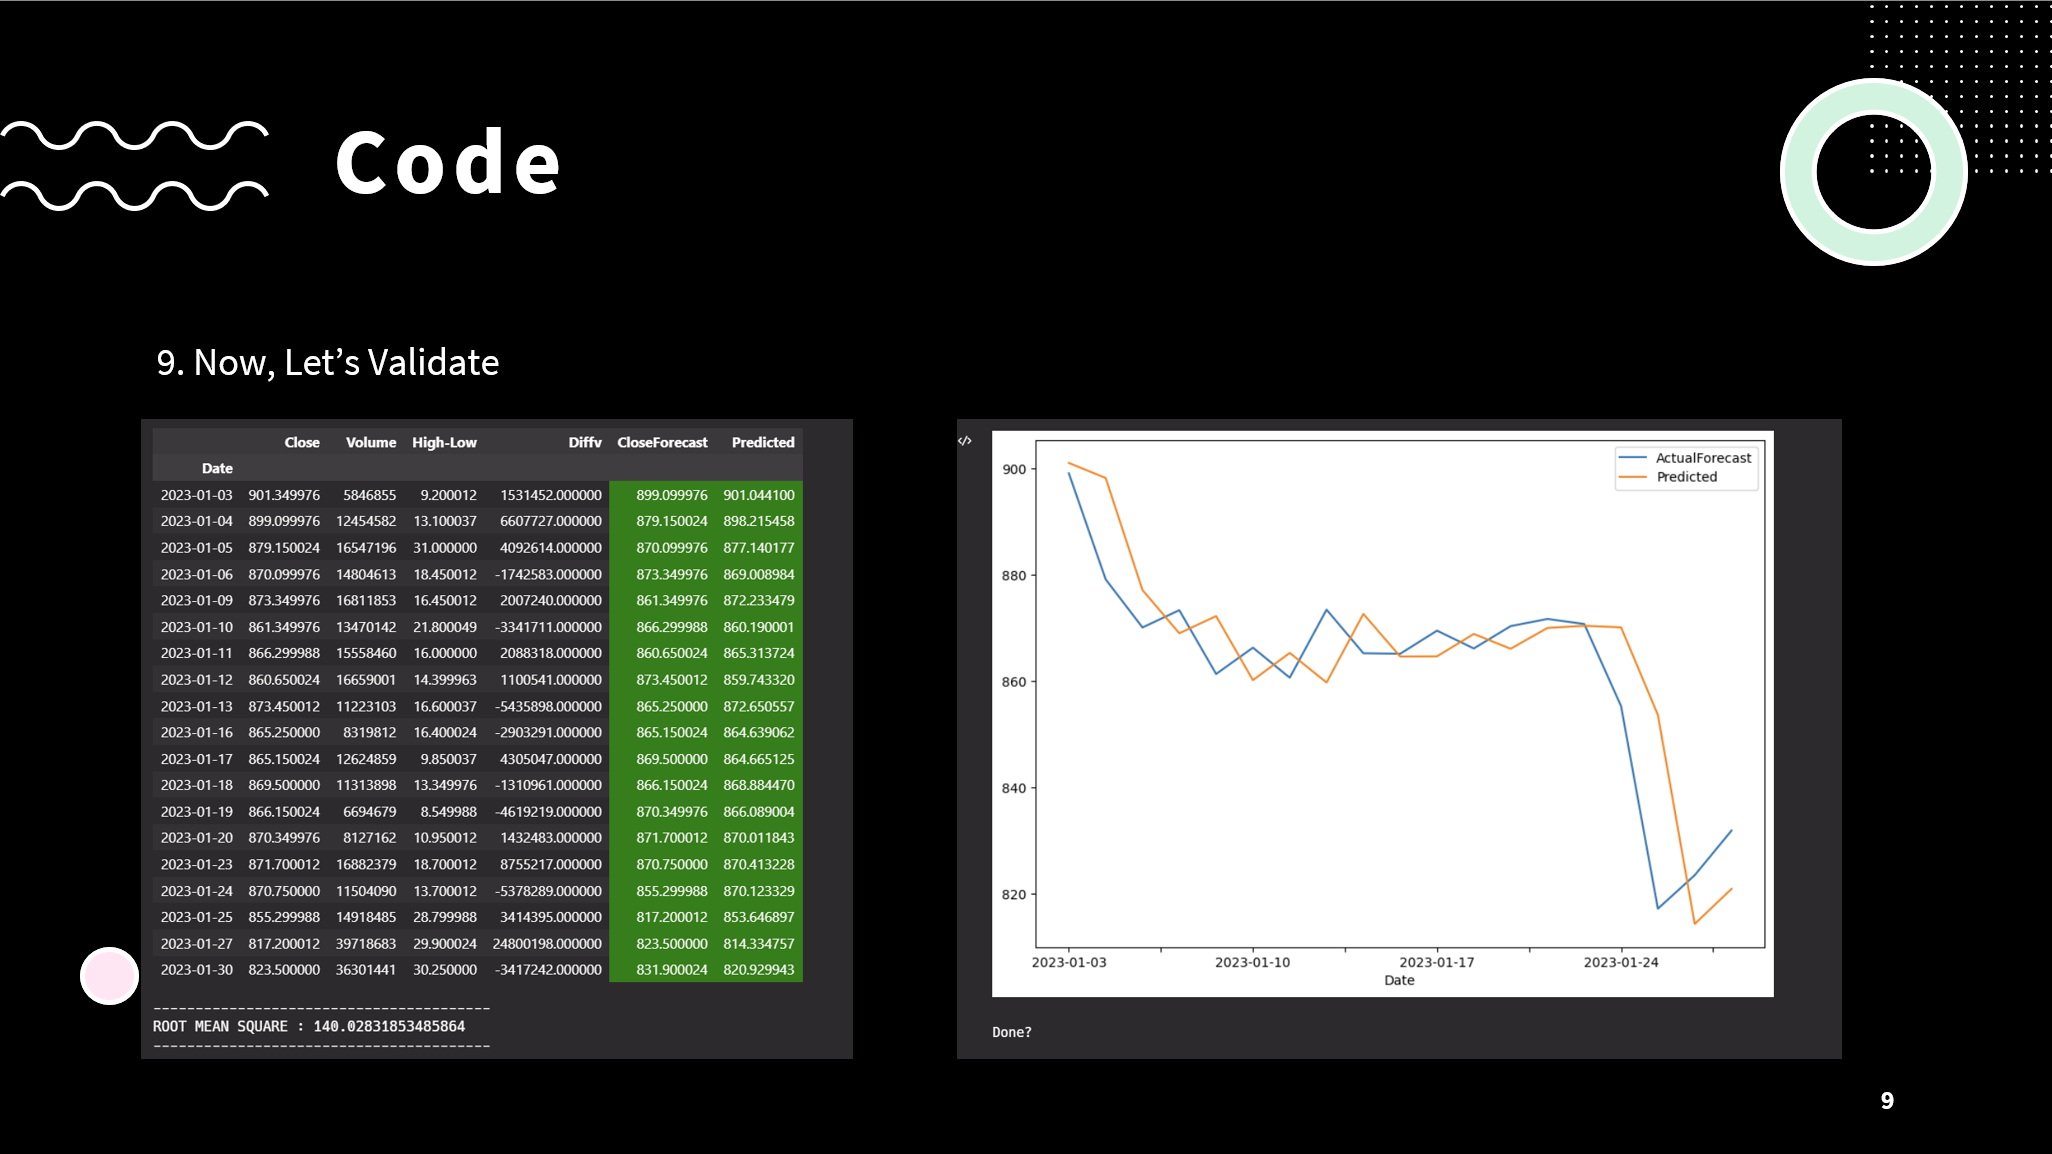 Code
9. Now, Let’s Validate
Close Volume High-Low Diffv CloseForecast Predicted
Date
2023-01-03 901.349976 5846855 9.200012 1531452.000000 899.099976 901.044100
2023-01-04 899.099976 12454582 13.100037 6607727.000000 879.150024 898.215458
2023-01-05 879.150024 16547196 31.000000 4092614.000000 870.099976 877.140177
2023-01-06 870.099976 14804613 18.450012 -1742583.000000 873.349976 869.008984
2023-01-09 873.349976 16811853 16.450012 2007240.000000 861.349976 872.233479
2023-01-10 861.349976 13470142 21.800049 -3341711.000000 866.299988 860.190001
2023-01-11 866.299988 15558460 16.000000 2088318.000000 860.650024 865.313724
2023-01-12 860.650024 16659001 14.399963 1100541.000000 873.450012 859.743320
2023-01-13 873.450012 11223103 16.600037 -5435898.000000 865.250000 872.650557
2023-01-16 865.250000 8319812 16.400024 -2903291.000000 865.150024 864.639062
2023-01-17 865.150024 12624859 9.850037 4305047.000000 869.500000 864.665125
2023-01-18 869.500000 11313898 13.349976 -1310961.000000 866.150024 868.884470
2023-01-19 866.150024 6694679 8.549988 -4619219.000000 870.349976 866.089004
2023-01-20 870.349976 8127162 10.950012 1432483.000000 871.700012 870.011843
2023-01-23 871.700012 16882379 18.700012 8755217.000000 870.750000 870.413228
2023-01-24 870.750000 11504090 13.700012 -5378289.000000 855.299988 870.123329
2023-01-25 855.299988 14918485 28.799988 3414395.000000 817.200012 853.646897
2023-01-27 817.200012 39718683 29.900024 24800198.000000 823.500000 814.334757
2023-01-30 823.500000 36301441 30.250000 -3417242.000000 831.900024 820.929943
----------------------------------------
ROOT MEAN SQUARE : 140.02831853485864
----------------------------------------
</>
ActualForecast
Predicted
900
880
860
840
820
2023-01-03 2023-01-10 2023-01-17 2023-01-24
Date
Done?
9